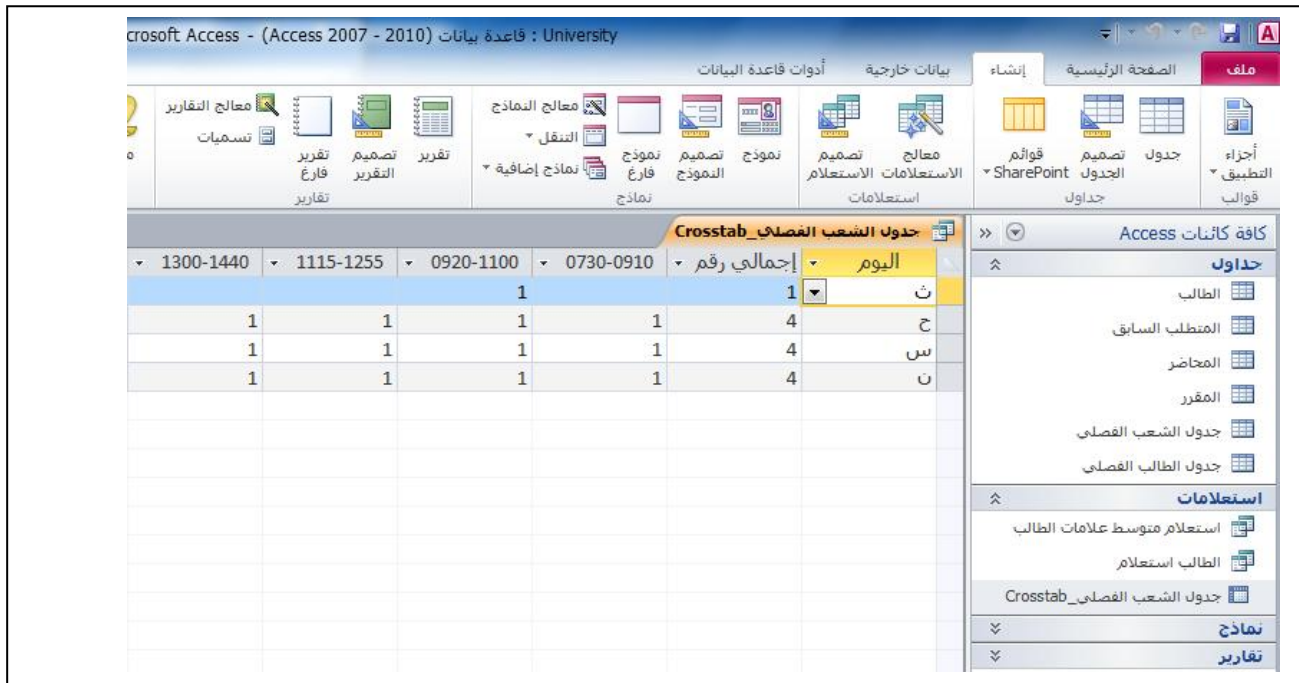 crosoft Access - (Access 2007 - 2010) قاعدة بيانات : University
ملف الصفحة الرئيسية إنشاء بيانات خارجية أدوات قاعدة البيانات
أجزاء التطبيق
قوالب
جدول
تصميم الجدول
قوائم SharePoint
جداول
معالج الاستعلامات
تصميم الاستعلام
استعلامات
نموذج
تصميم النموذج
نموذج فارغ
معالج النماذج
التنقل
نماذج إضافية
نماذج
تقرير
تصميم التقرير
تقرير فارغ
معالج التقارير
تسميات
تقارير
كافة كائنات Access
جداول
الطالب
المتطلب السابق
المحاضر
المقرر
جدول الشعب الفصلي
جدول الطالب الفصلي
استعلامات
استعلام متوسط علامات الطالب
الطالب استعلام
جدول الشعب الفصلي_Crosstab
نماذج
تقارير
جدول الشعب الفصلي_Crosstab
اليوم إجمالي رقم 0730-0910 0920-1100 1115-1255 1300-1440
ث 1 1
ح 4 1 1 1 1
س 4 1 1 1 1
ن 4 1 1 1 1